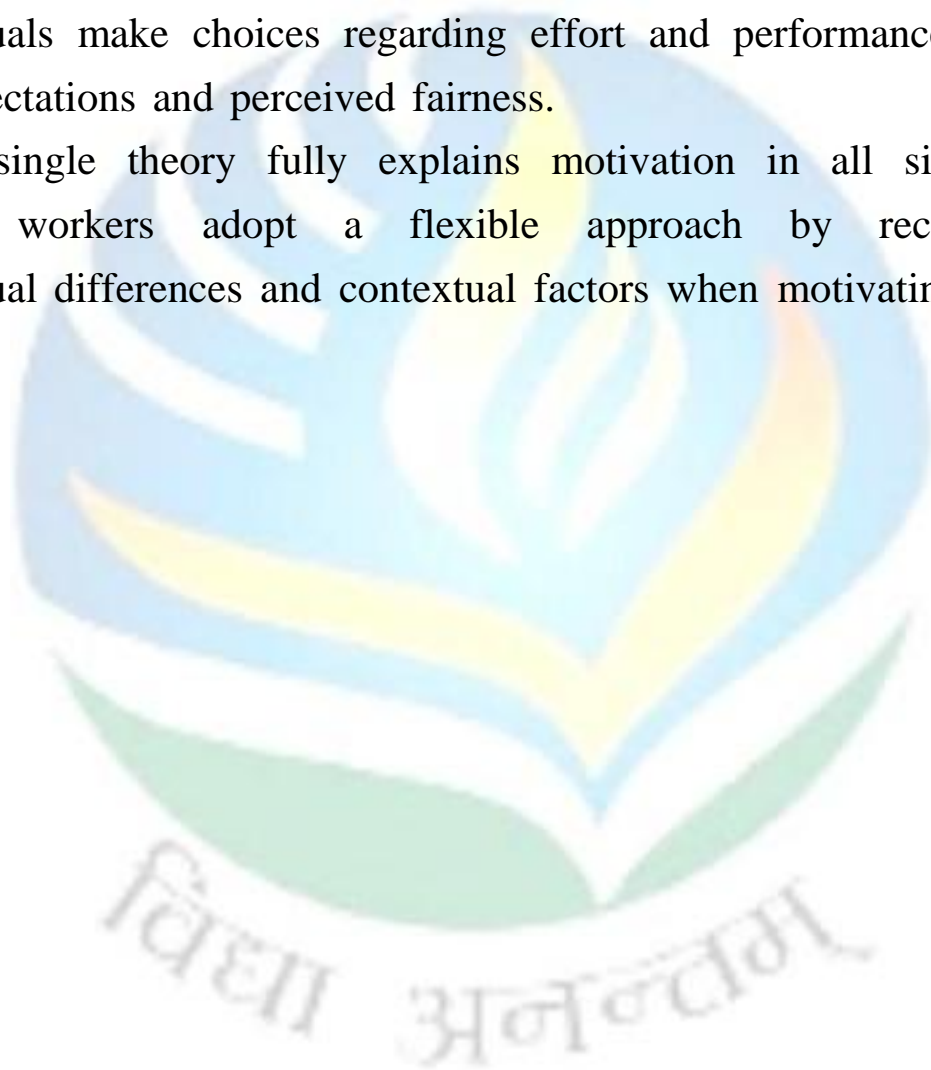 uals make choices regarding effort and performance
ectations and perceived fairness.
single theory fully explains motivation in all si
workers adopt a flexible approach by rec
ual differences and contextual factors when motivatin
विद्या अनन्तम्